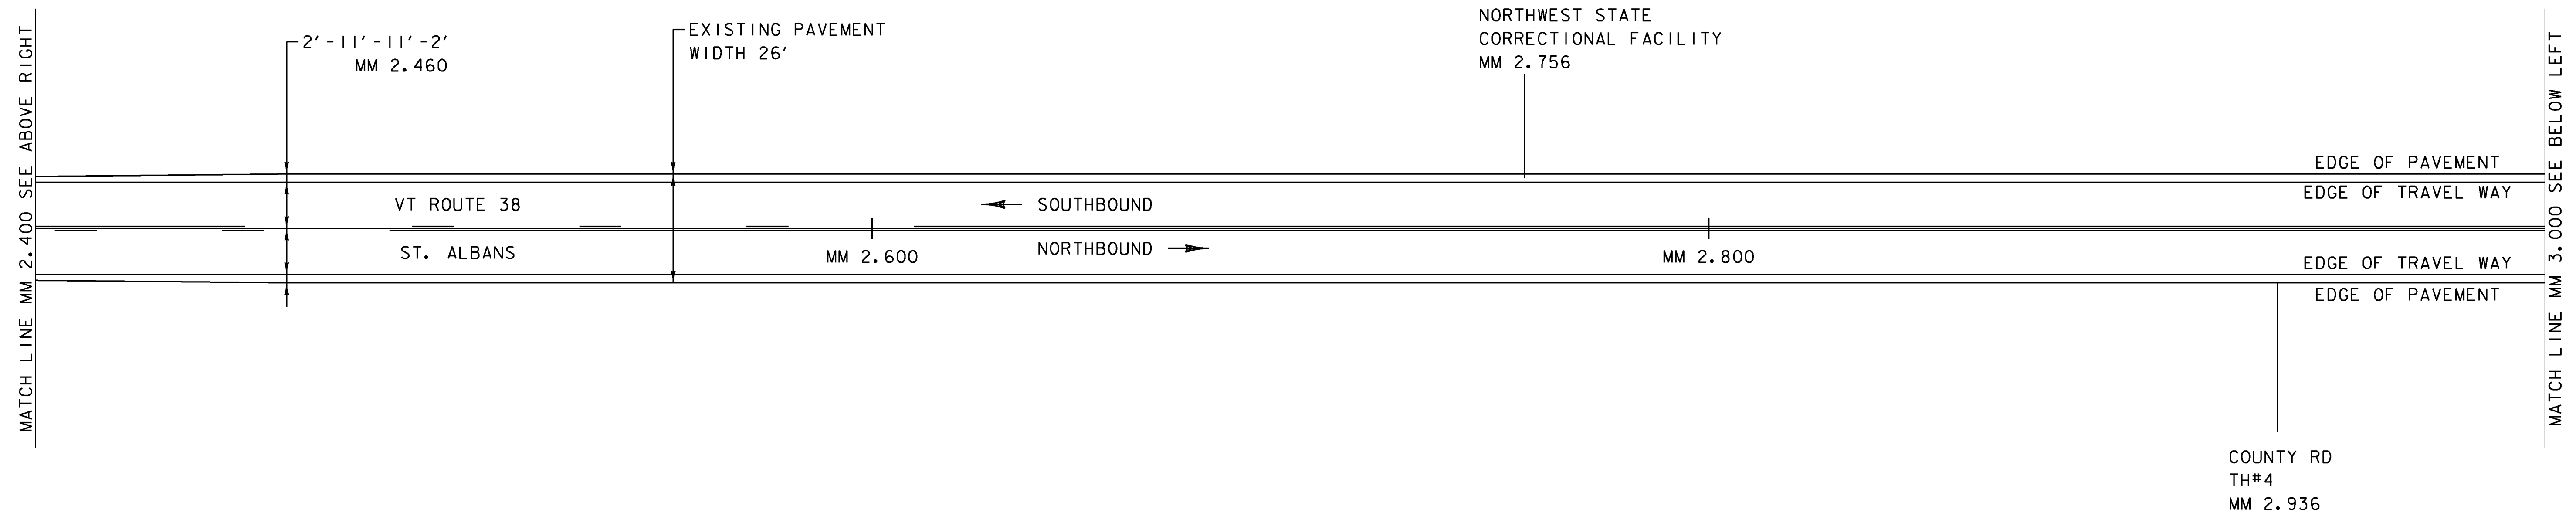 MATCH LINE MM 2.400 SEE ABOVE RIGHT
2'-11'-11'-2'
MM 2.460
EXISTING PAVEMENT
WIDTH 26'
NORTHWEST STATE
CORRECTIONAL FACILITY
MM 2.756
EDGE OF PAVEMENT
EDGE OF TRAVEL WAY
VT ROUTE 38
SOUTHBOUND
ST. ALBANS
NORTHBOUND
MM 2.600
MM 2.800
EDGE OF TRAVEL WAY
EDGE OF PAVEMENT
COUNTY RD
TH#4
MM 2.936
MATCH LINE MM 3.000 SEE BELOW LEFT